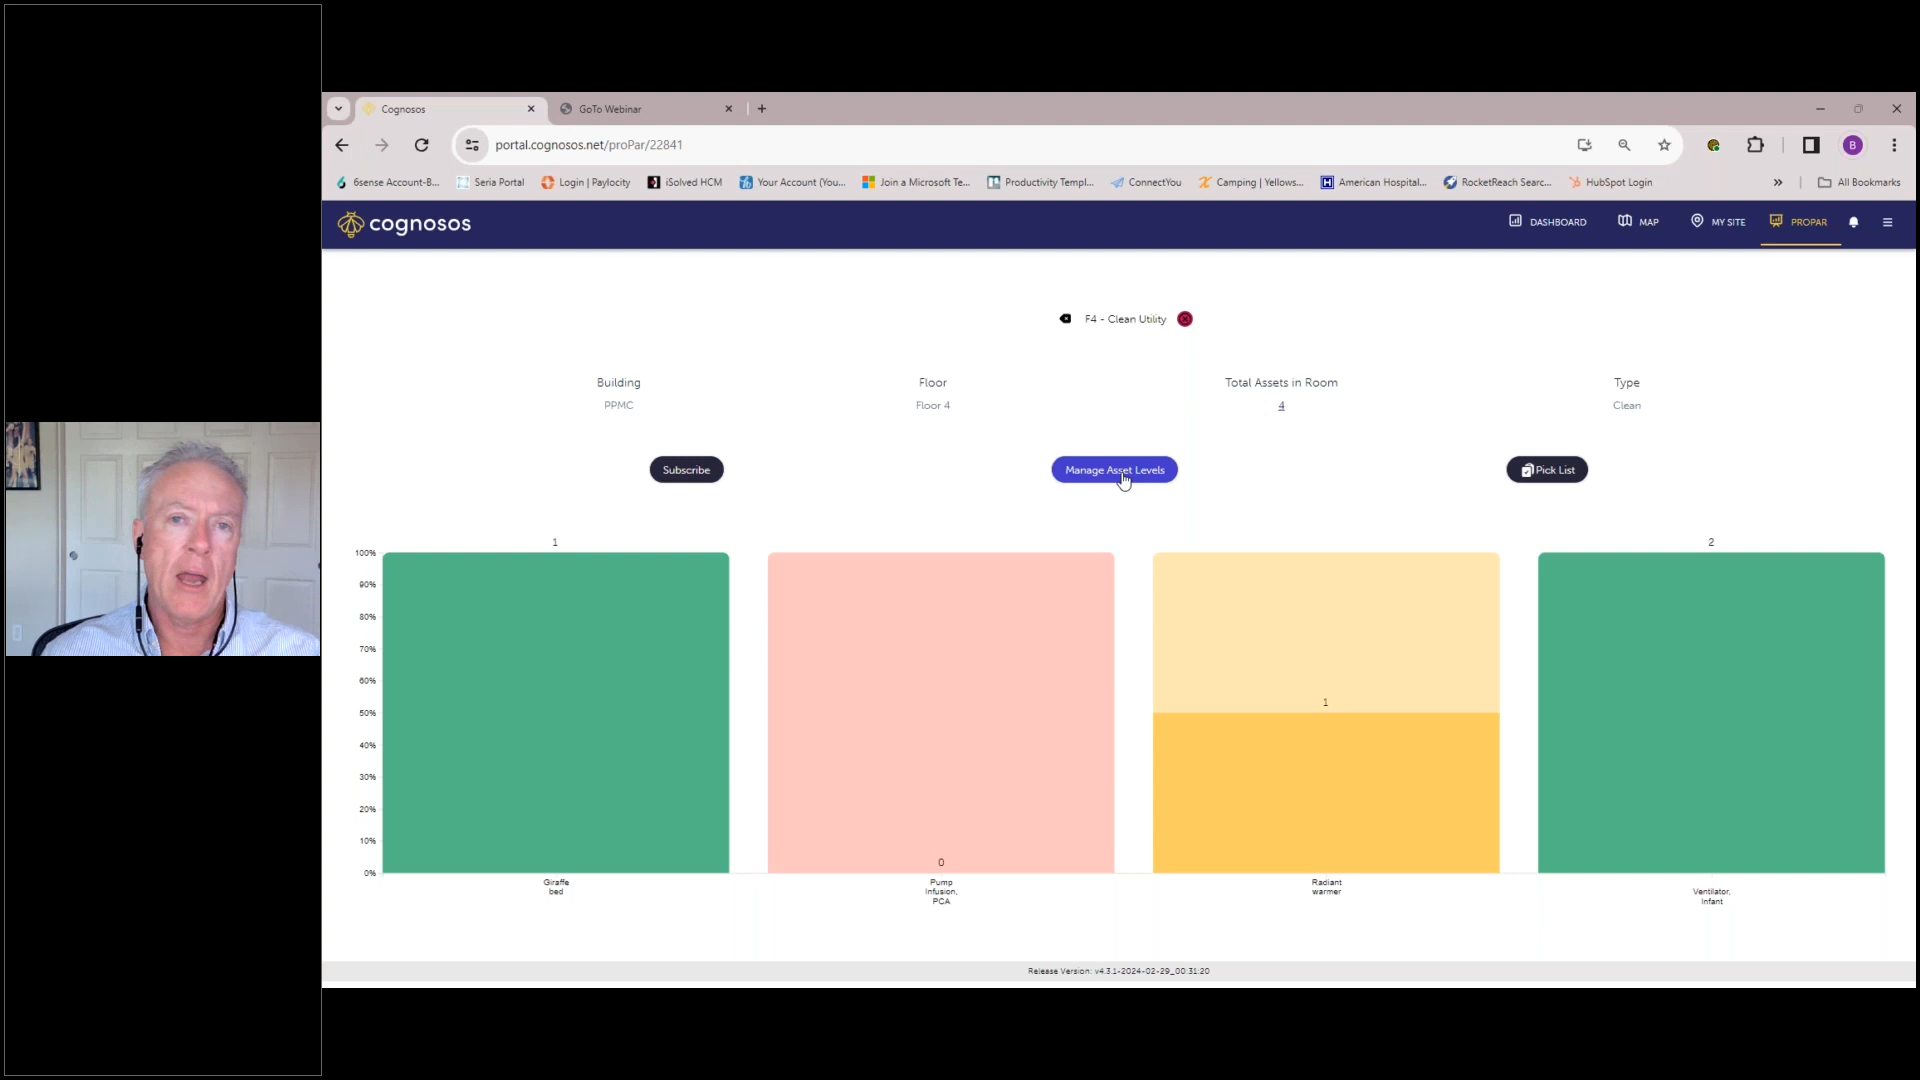 Cognosos
GoTo Webinar
portal.cognosos.net/proPar/22841
B
6sense Account-B...
Seria Portal
Login | Paylocity
iSolved HCM
Your Account (You...
Join a Microsoft Te...
Productivity Templ...
ConnectYou
Camping | Yellows...
American Hospital...
RocketReach Searc...
HubSpot Login
»
All Bookmarks
cognosos
DASHBOARD
MAP
MY SITE
PROPAR
F4 - Clean Utility
Building
Floor
Total Assets in Room
Type
PPMC
Floor 4
4
Clean
Subscribe
Manage Asset Levels
Pick List
1
2
100%
90%
80%
70%
60%
1
50%
40%
30%
20%
10%
0
0%
Giraffe
bed
Pump
Infusion,
PCA
Radiant
warmer
Ventilator,
Infant
Release Version: v4.3.1-2024-02-29_00:31:20